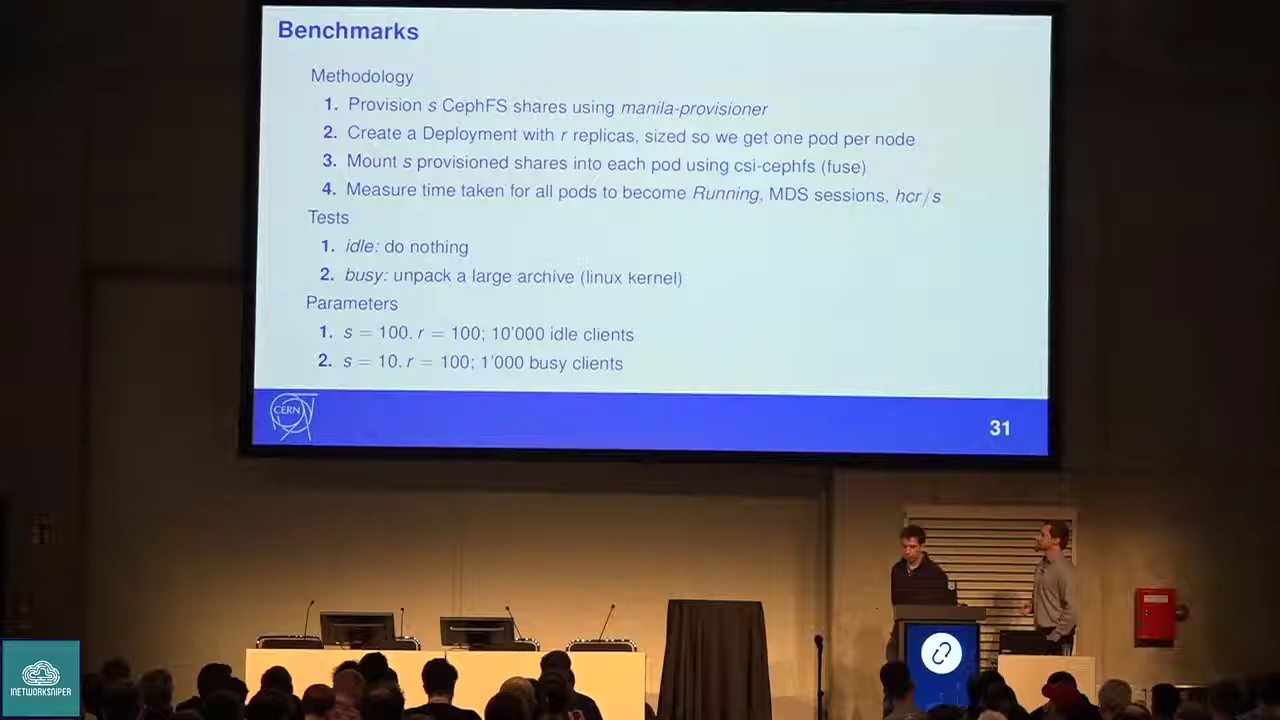 Benchmarks
Methodology
1. Provision s CephFS shares using manila-provisioner
2. Create a Deployment with r replicas, sized so we get one pod per node
3. Mount s provisioned shares into each pod using csi-cephfs (fuse)
4. Measure time taken for all pods to become Running, MDS sessions, hcr/s
Tests
1. idle: do nothing
2. busy: unpack a large archive (linux kernel)
Parameters
1. s = 100. r = 100; 10'000 idle clients
2. s = 10. r = 100; 1'000 busy clients
CERN
31
INETWORKSNIPER